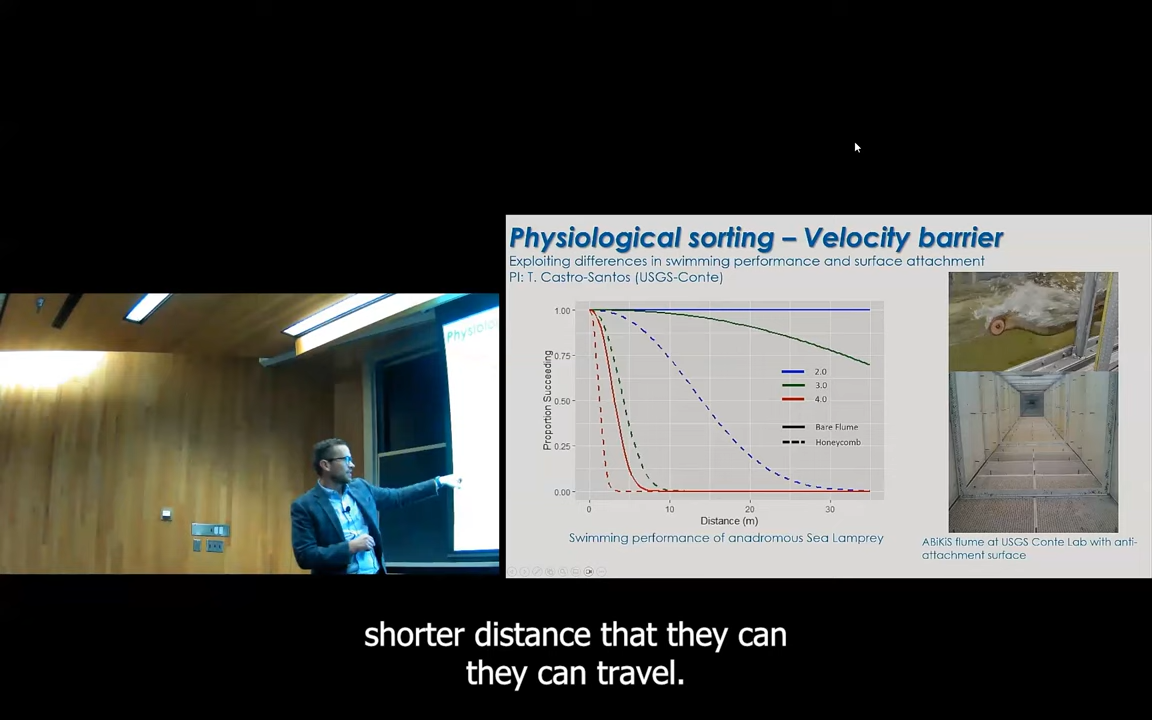 Physiological sorting – Velocity barrier
Exploiting differences in swimming performance and surface attachment
PI: T. Castro-Santos (USGS-Conte)
Physiolo
Proportion Succeeding
1.00
0.75
0.50
0.25
0.00
0
10
20
30
Distance (m)
2.0
3.0
4.0
Bare Flume
Honeycomb
Swimming performance of anadromous Sea Lamprey
ABiKiS flume at USGS Conte Lab with anti-
attachment surface
shorter distance that they can
they can travel.